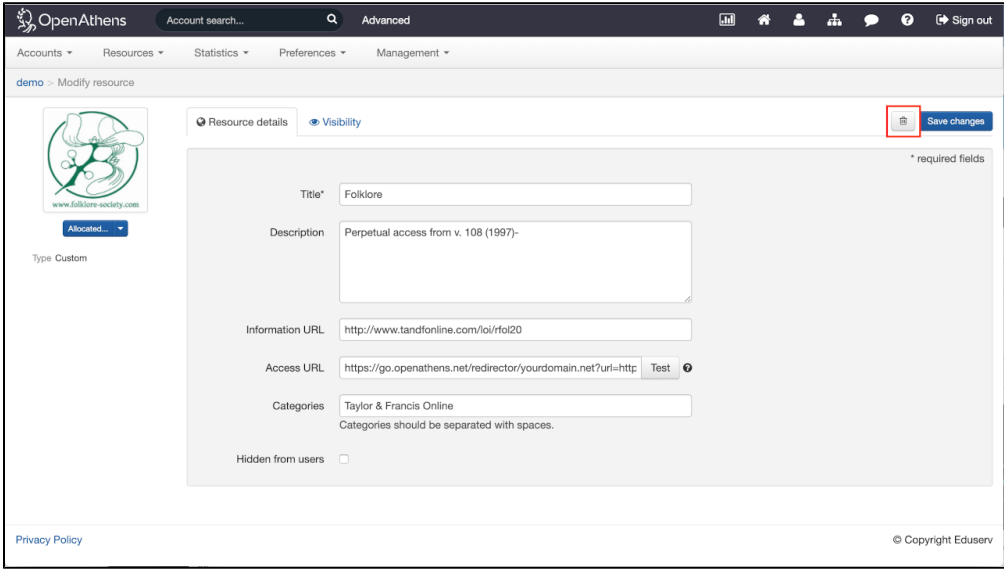 OpenAthens Account search... Advanced Sign out
Accounts Resources Statistics Preferences Management
demo > Modify resource
www.folklore-society.com
Allocated...
Type Custom
Resource details Visibility Save changes
* required fields
Title* Folklore
Description Perpetual access from v. 108 (1997)-
Information URL http://www.tandfonline.com/loi/rfol20
Access URL https://go.openathens.net/redirector/yourdomain.net?url=http Test
Categories Taylor & Francis Online
Categories should be separated with spaces.
Hidden from users
Privacy Policy © Copyright Eduserv